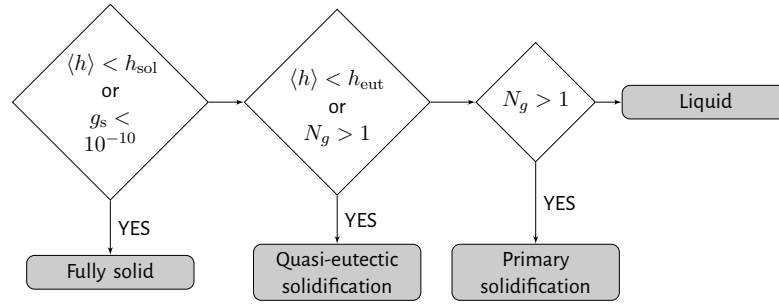 ⟨h⟩ < h_sol
or
g_s <
10^{-10}
YES
Fully solid
⟨h⟩ < h_eut
or
N_g > 1
YES
Quasi-eutectic
solidification
N_g > 1
YES
Primary
solidification
Liquid